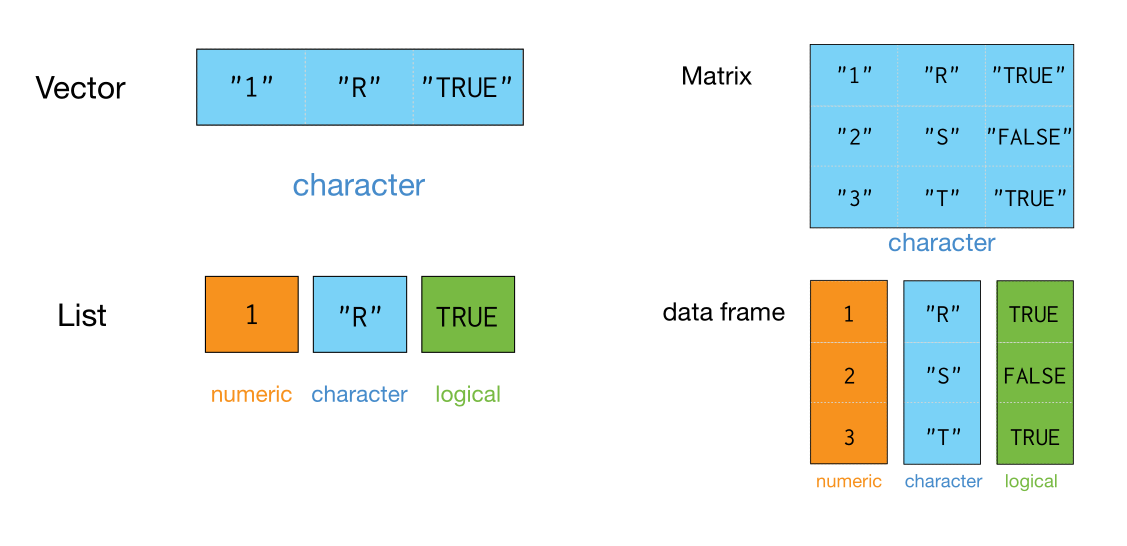 Vector
"1" "R" "TRUE"
character
List
1 "R" TRUE
numeric character logical
Matrix
"1" "R" "TRUE"
"2" "S" "FALSE"
"3" "T" "TRUE"
character
data frame
1 "R" TRUE
2 "S" FALSE
3 "T" TRUE
numeric character logical